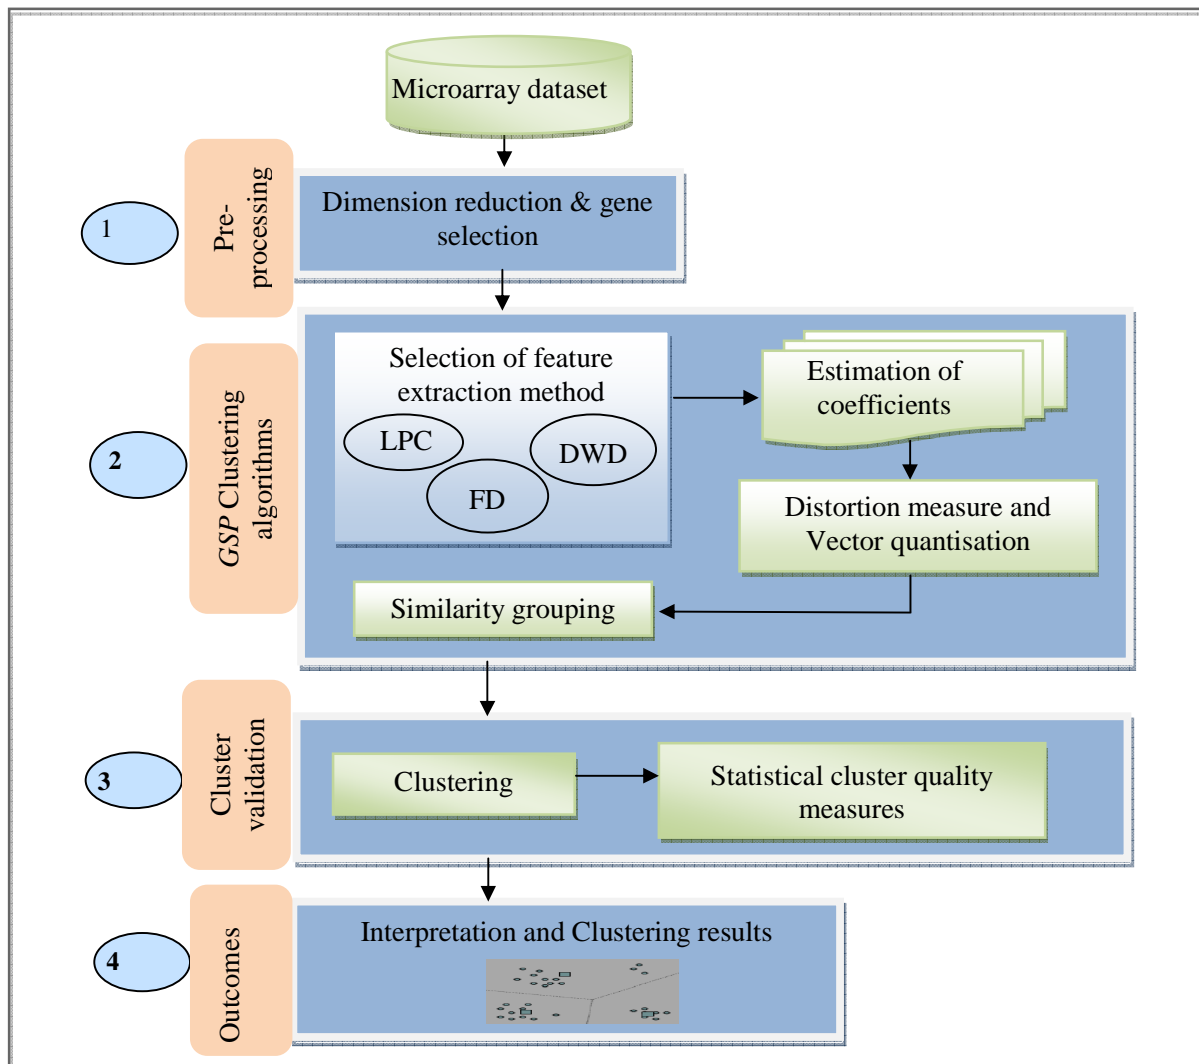 Microarray dataset
1
Pre-
processing
Dimension reduction & gene
selection
2
GSP Clustering
algorithms
Selection of feature
extraction method
LPC
FD
DWD
Estimation of
coefficients
Distortion measure and
Vector quantisation
Similarity grouping
3
Cluster
validation
Clustering
Statistical cluster quality
measures
4
Outcomes
Interpretation and Clustering results